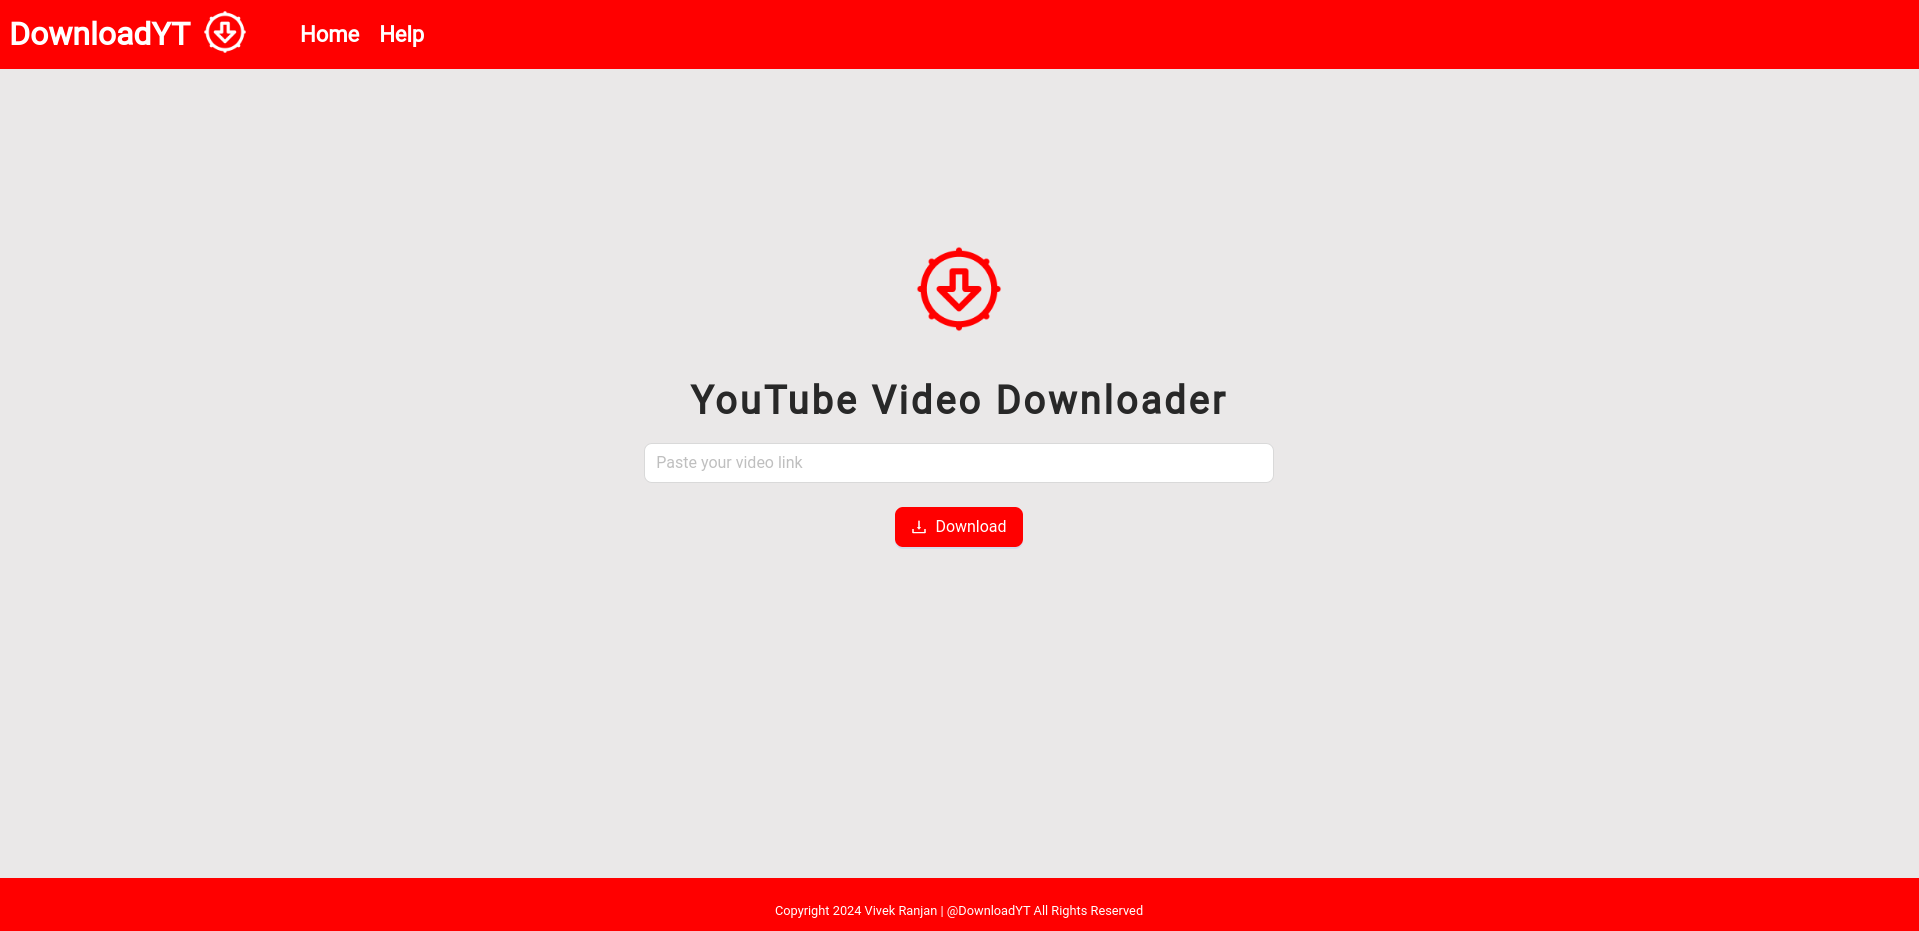 DownloadYT Home Help
YouTube Video Downloader
Paste your video link
Download
Copyright 2024 Vivek Ranjan | @DownloadYT All Rights Reserved